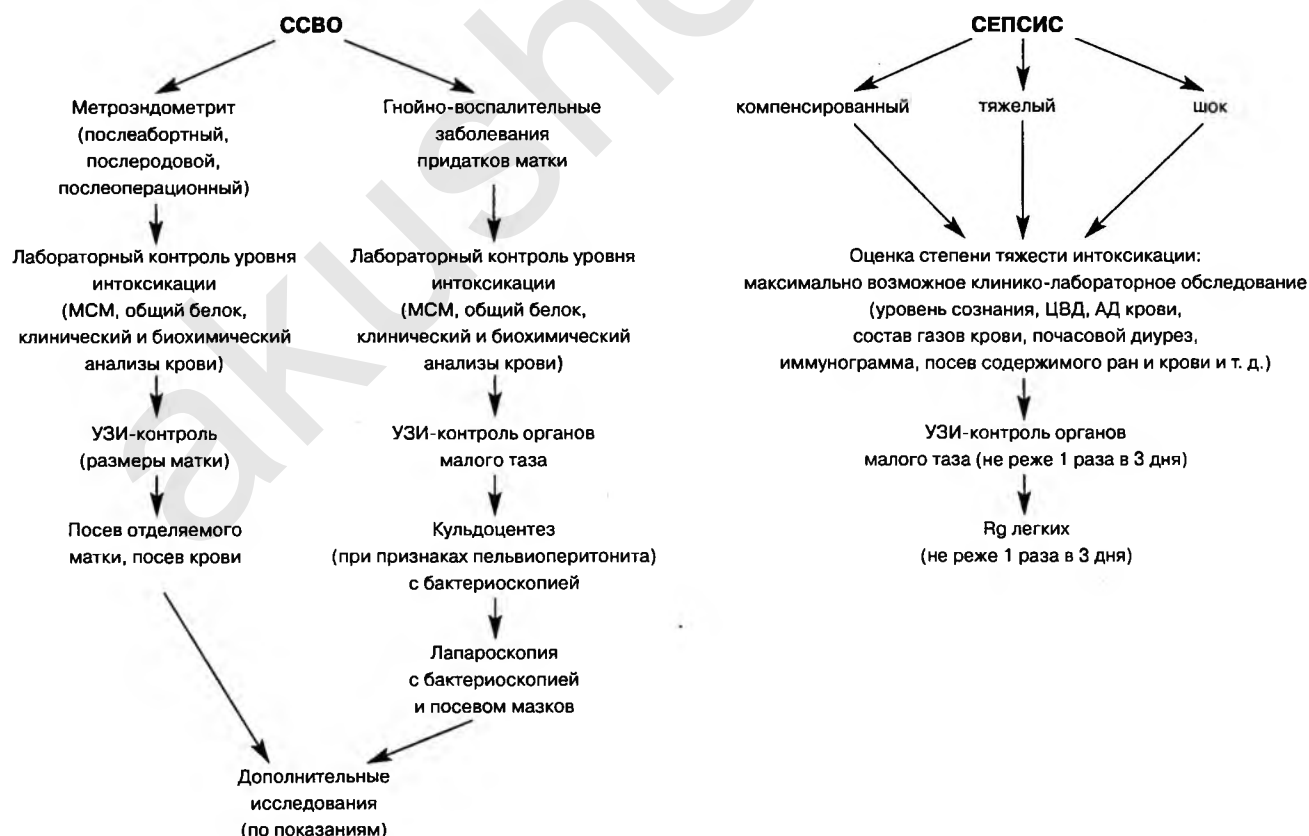 ССВО
Метроэндометрит
(послеабортный,
послеродовой,
послеоперационный)
Гнойно-воспалительные
заболевания
придатков матки
Лабораторный контроль уровня
интоксикации
(МСМ, общий белок,
клинический и биохимический
анализы крови)
Лабораторный контроль уровня
интоксикации
(МСМ, общий белок,
клинический и биохимический
анализы крови)
УЗИ-контроль
(размеры матки)
УЗИ-контроль органов
малого таза
Посев отделяемого
матки, посев крови
Кульдоцентез
(при признаках пельвиоперитонита)
с бактериоскопией
Лапароскопия
с бактериоскопией
и посевом мазков
Дополнительные
исследования
(по показаниям)
СЕПСИС
компенсированный
тяжелый
шок
Оценка степени тяжести интоксикации:
максимально возможное клинико-лабораторное обследование
(уровень сознания, ЦВД, АД крови,
состав газов крови, почасовой диурез,
иммунограмма, посев содержимого ран и крови и т. д.)
УЗИ-контроль органов
малого таза (не реже 1 раза в 3 дня)
Rg легких
(не реже 1 раза в 3 дня)
akushe